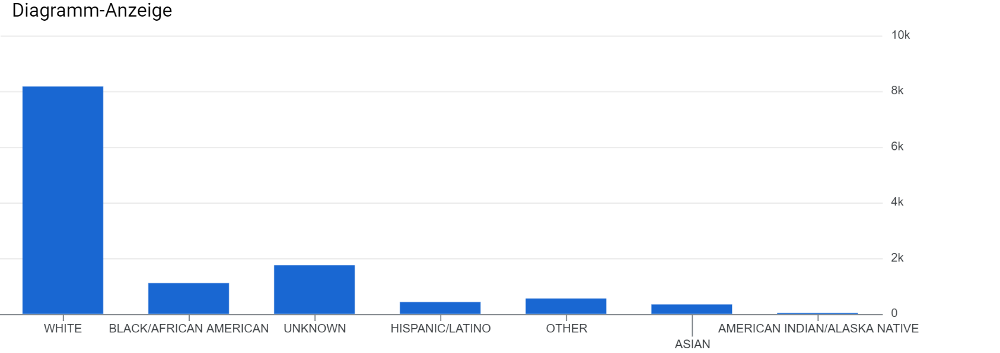 Diagramm-Anzeige
10k
8k
6k
4k
2k
0
WHITE
BLACK/AFRICAN AMERICAN
UNKNOWN
HISPANIC/LATINO
OTHER
ASIAN
AMERICAN INDIAN/ALASKA NATIVE